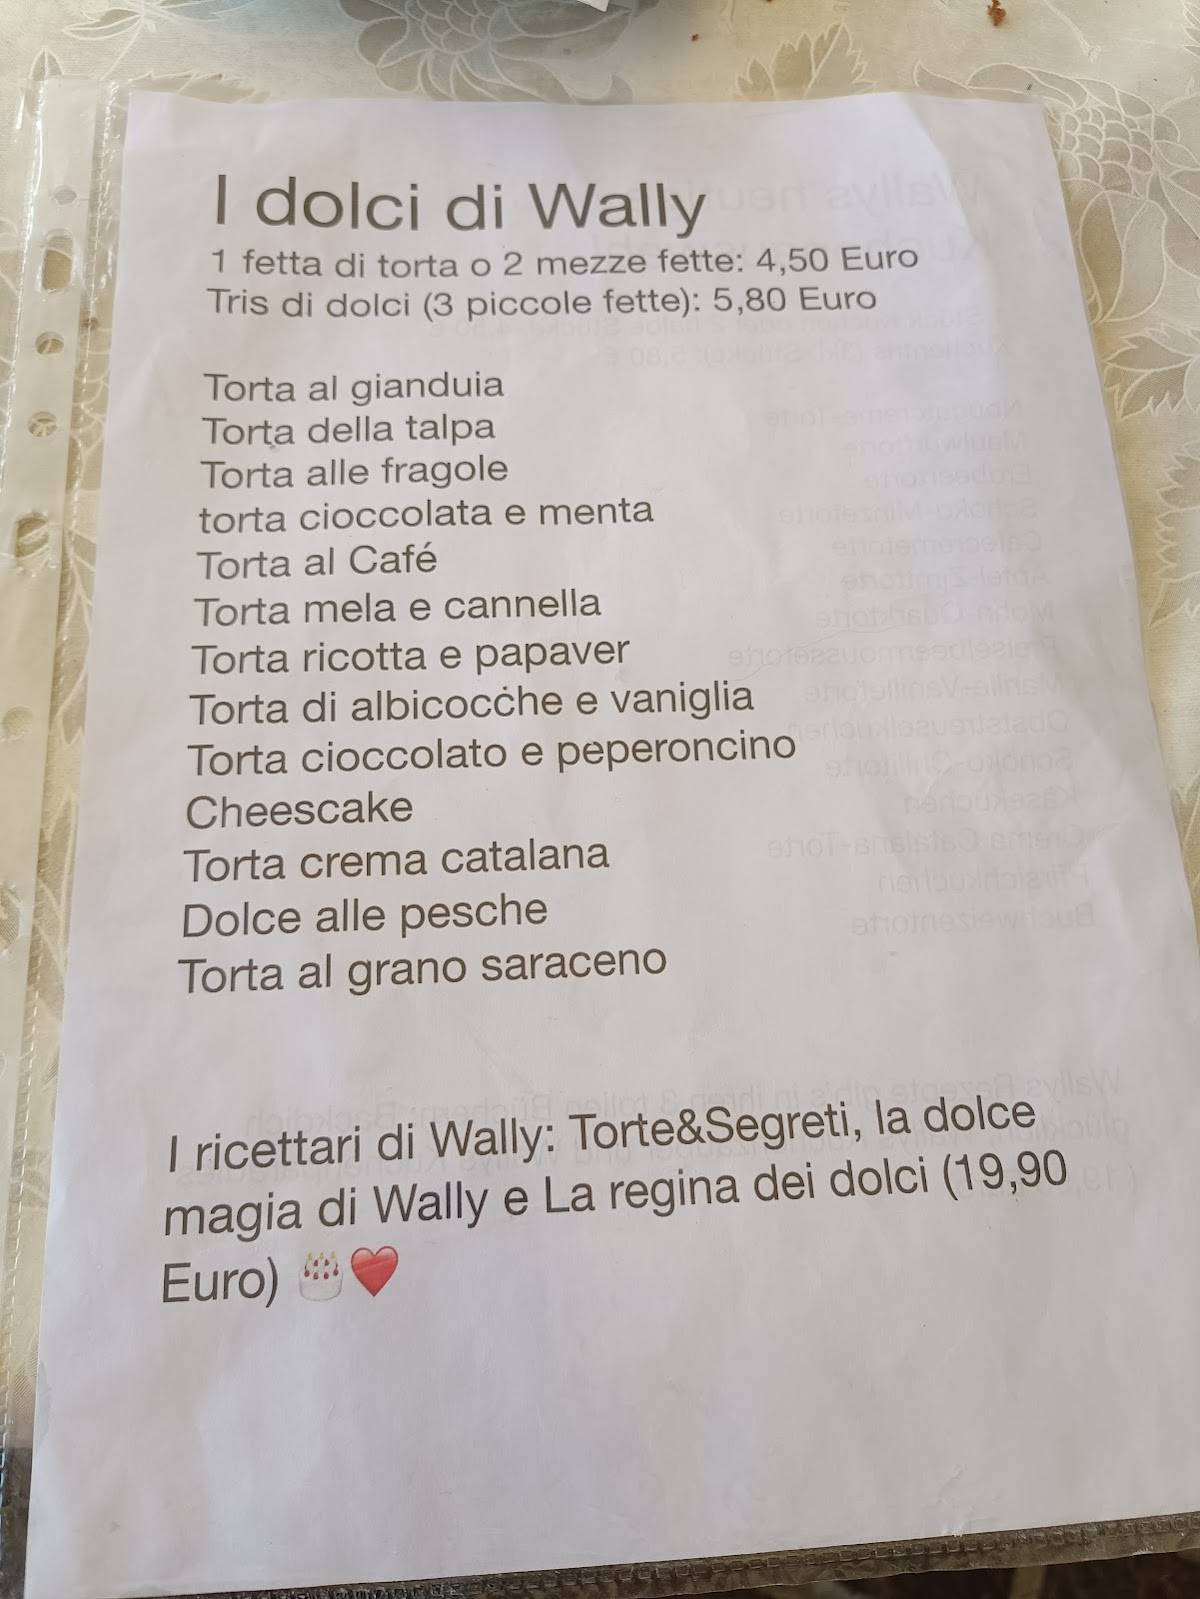 I dolci di Wally
1 fetta di torta o 2 mezze fette: 4,50 Euro
Tris di dolci (3 piccole fette): 5,80 Euro
Torta al gianduia
Torta della talpa
Torta alle fragole
torta cioccolata e menta
Torta al Café
Torta mela e cannella
Torta ricotta e papaver
Torta di albicocche e vaniglia
Torta cioccolato e peperoncino
Cheescake
Torta crema catalana
Dolce alle pesche
Torta al grano saraceno
I ricettari di Wally: Torte&Segreti, la dolce
magia di Wally e La regina dei dolci (19,90
Euro) 🎂❤️